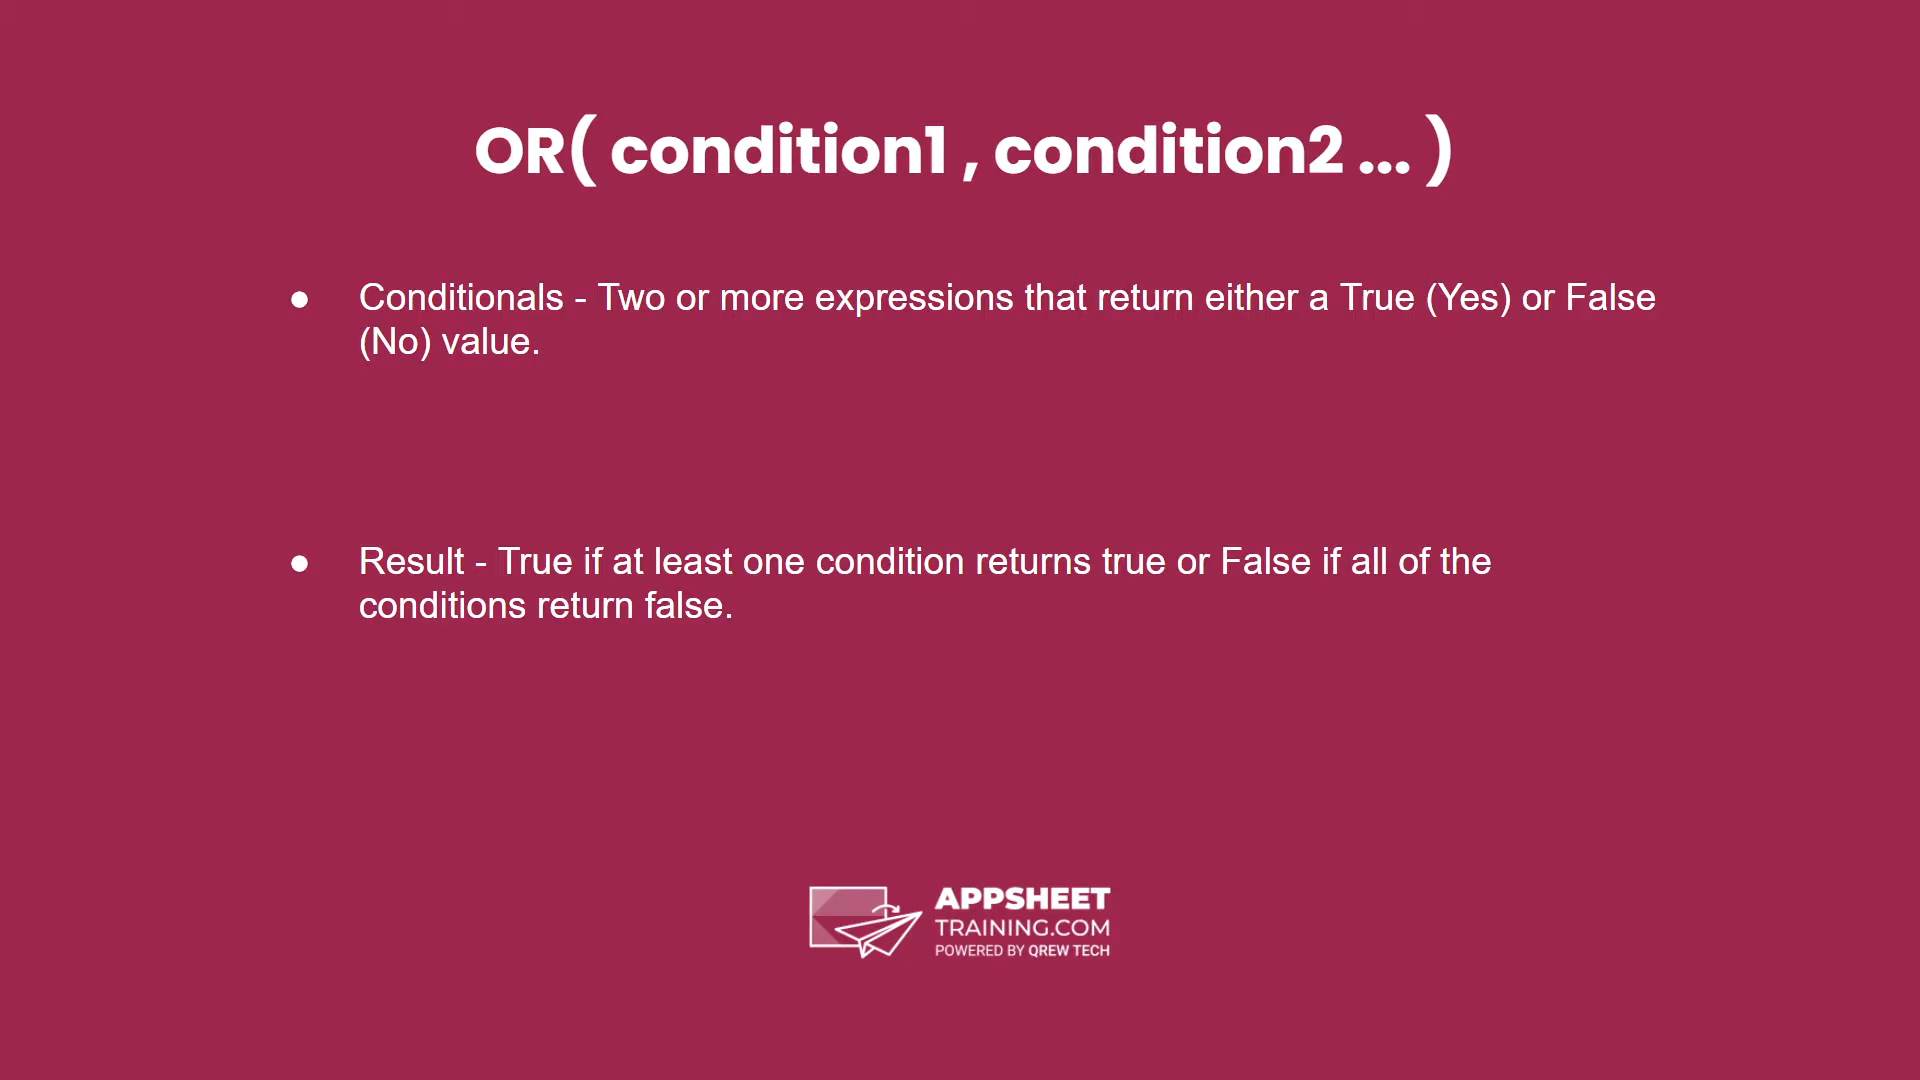 OR( condition1 , condition2 ... )
● Conditionals - Two or more expressions that return either a True (Yes) or False
(No) value.
● Result - True if at least one condition returns true or False if all of the
conditions return false.
APPSHEET
TRAINING.COM
POWERED BY QREW TECH